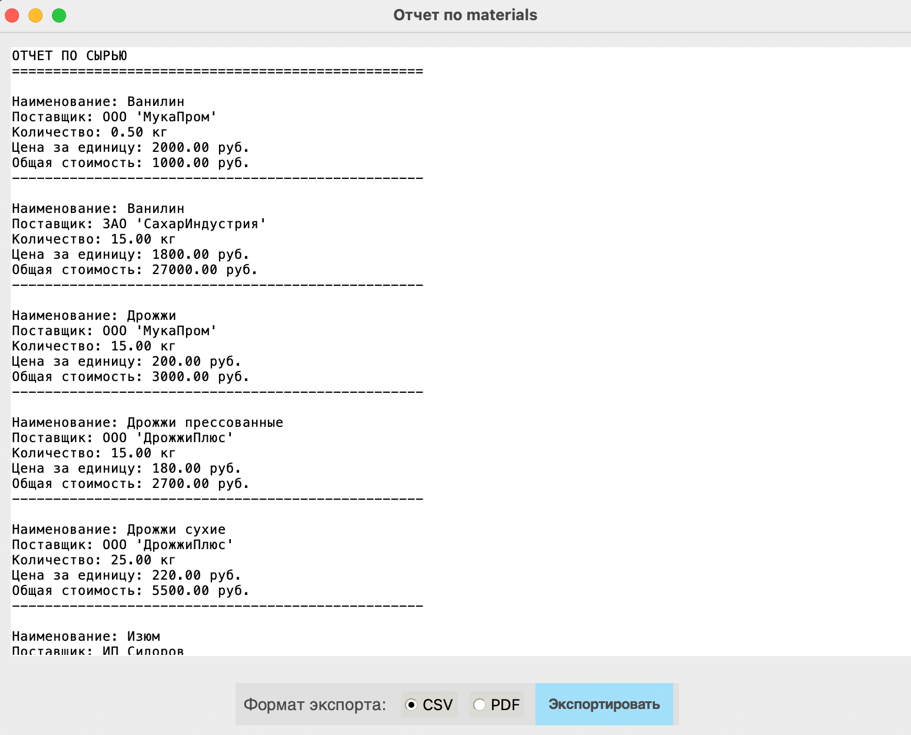 Отчет по materials
ОТЧЕТ ПО СЫРЬЮ
==================================================
Наименование: Ванилин
Поставщик: ООО 'МукаПром'
Количество: 0.50 кг
Цена за единицу: 2000.00 руб.
Общая стоимость: 1000.00 руб.
--------------------------------------------------
Наименование: Ванилин
Поставщик: ЗАО 'СахарИндустрия'
Количество: 15.00 кг
Цена за единицу: 1800.00 руб.
Общая стоимость: 27000.00 руб.
--------------------------------------------------
Наименование: Дрожжи
Поставщик: ООО 'МукаПром'
Количество: 15.00 кг
Цена за единицу: 200.00 руб.
Общая стоимость: 3000.00 руб.
--------------------------------------------------
Наименование: Дрожжи прессованные
Поставщик: ООО 'ДрожжиПлюс'
Количество: 15.00 кг
Цена за единицу: 180.00 руб.
Общая стоимость: 2700.00 руб.
--------------------------------------------------
Наименование: Дрожжи сухие
Поставщик: ООО 'ДрожжиПлюс'
Количество: 25.00 кг
Цена за единицу: 220.00 руб.
Общая стоимость: 5500.00 руб.
--------------------------------------------------
Наименование: Изюм
Поставщик: ИП Сидоров
Формат экспорта: CSV PDF Экспортировать